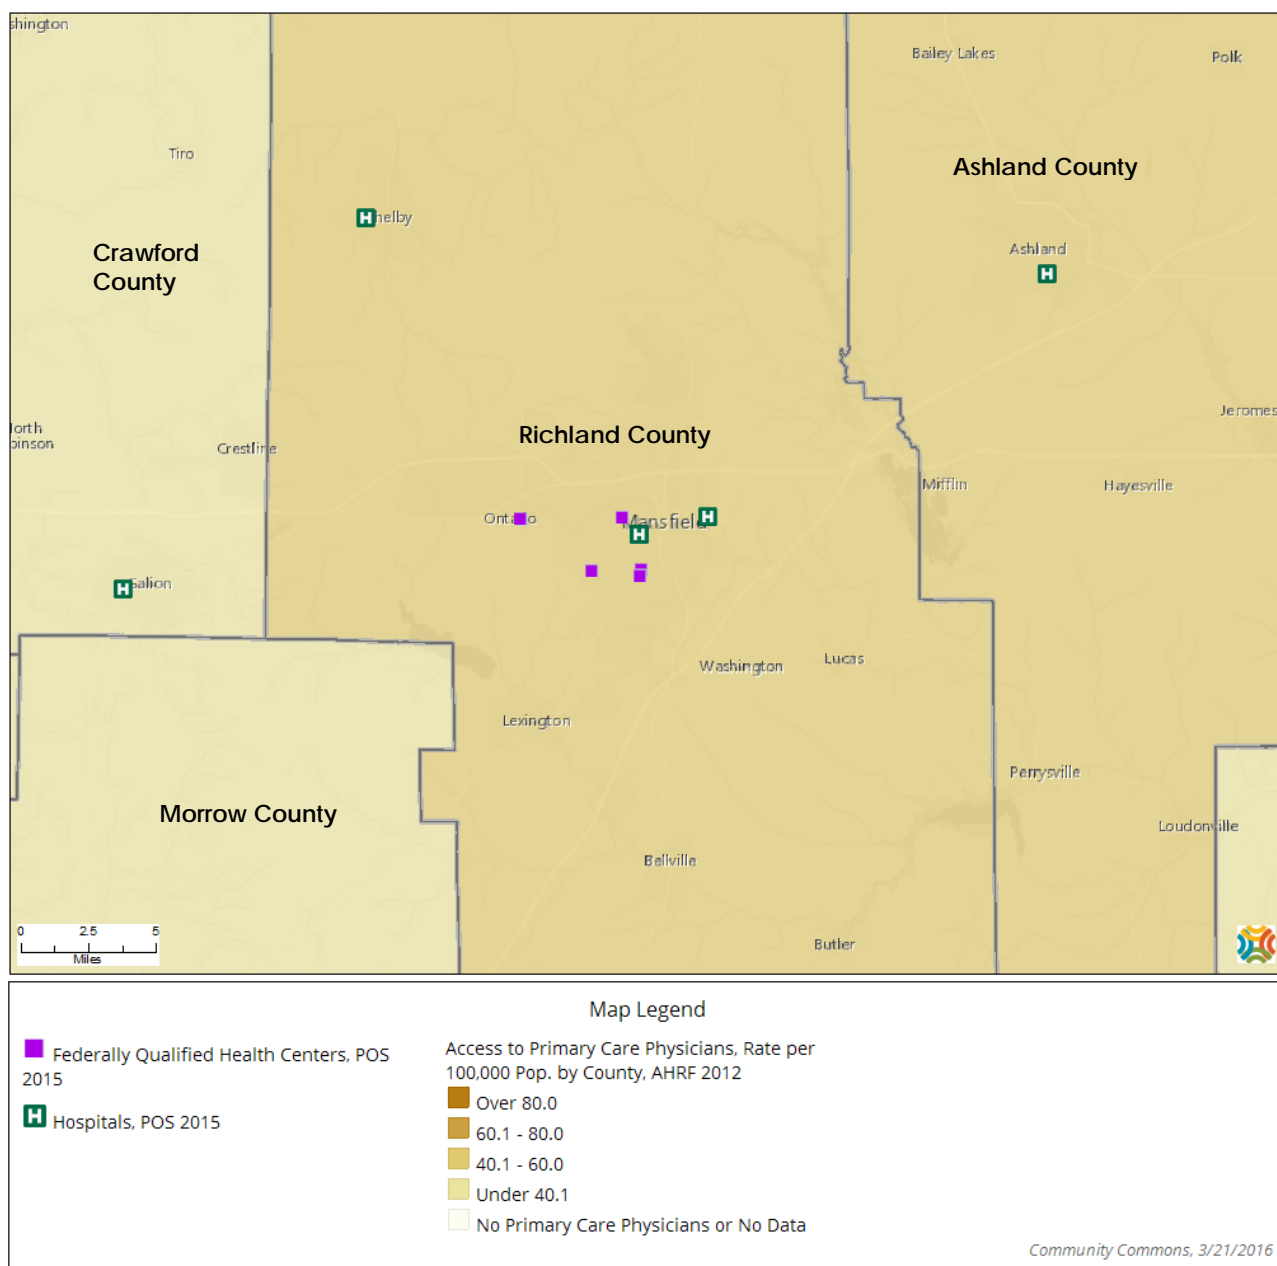 shington
Bailey Lakes
Polk
Tiro
Ashland County
H helby
Crawford
County
Ashland
H
orth
binson
Crestline
Richland County
Jeromes
Mifflin
Hayesville
Ontario
Mansfield
H
H
H Galion
Washington
Lucas
Lexington
Perrysville
Morrow County
Loudonville
Bellville
0 2.5 5
Miles
Butler
Map Legend
Federally Qualified Health Centers, POS
2015
H Hospitals, POS 2015
Access to Primary Care Physicians, Rate per
100,000 Pop. by County, AHRF 2012
Over 80.0
60.1 - 80.0
40.1 - 60.0
Under 40.1
No Primary Care Physicians or No Data
Community Commons, 3/21/2016